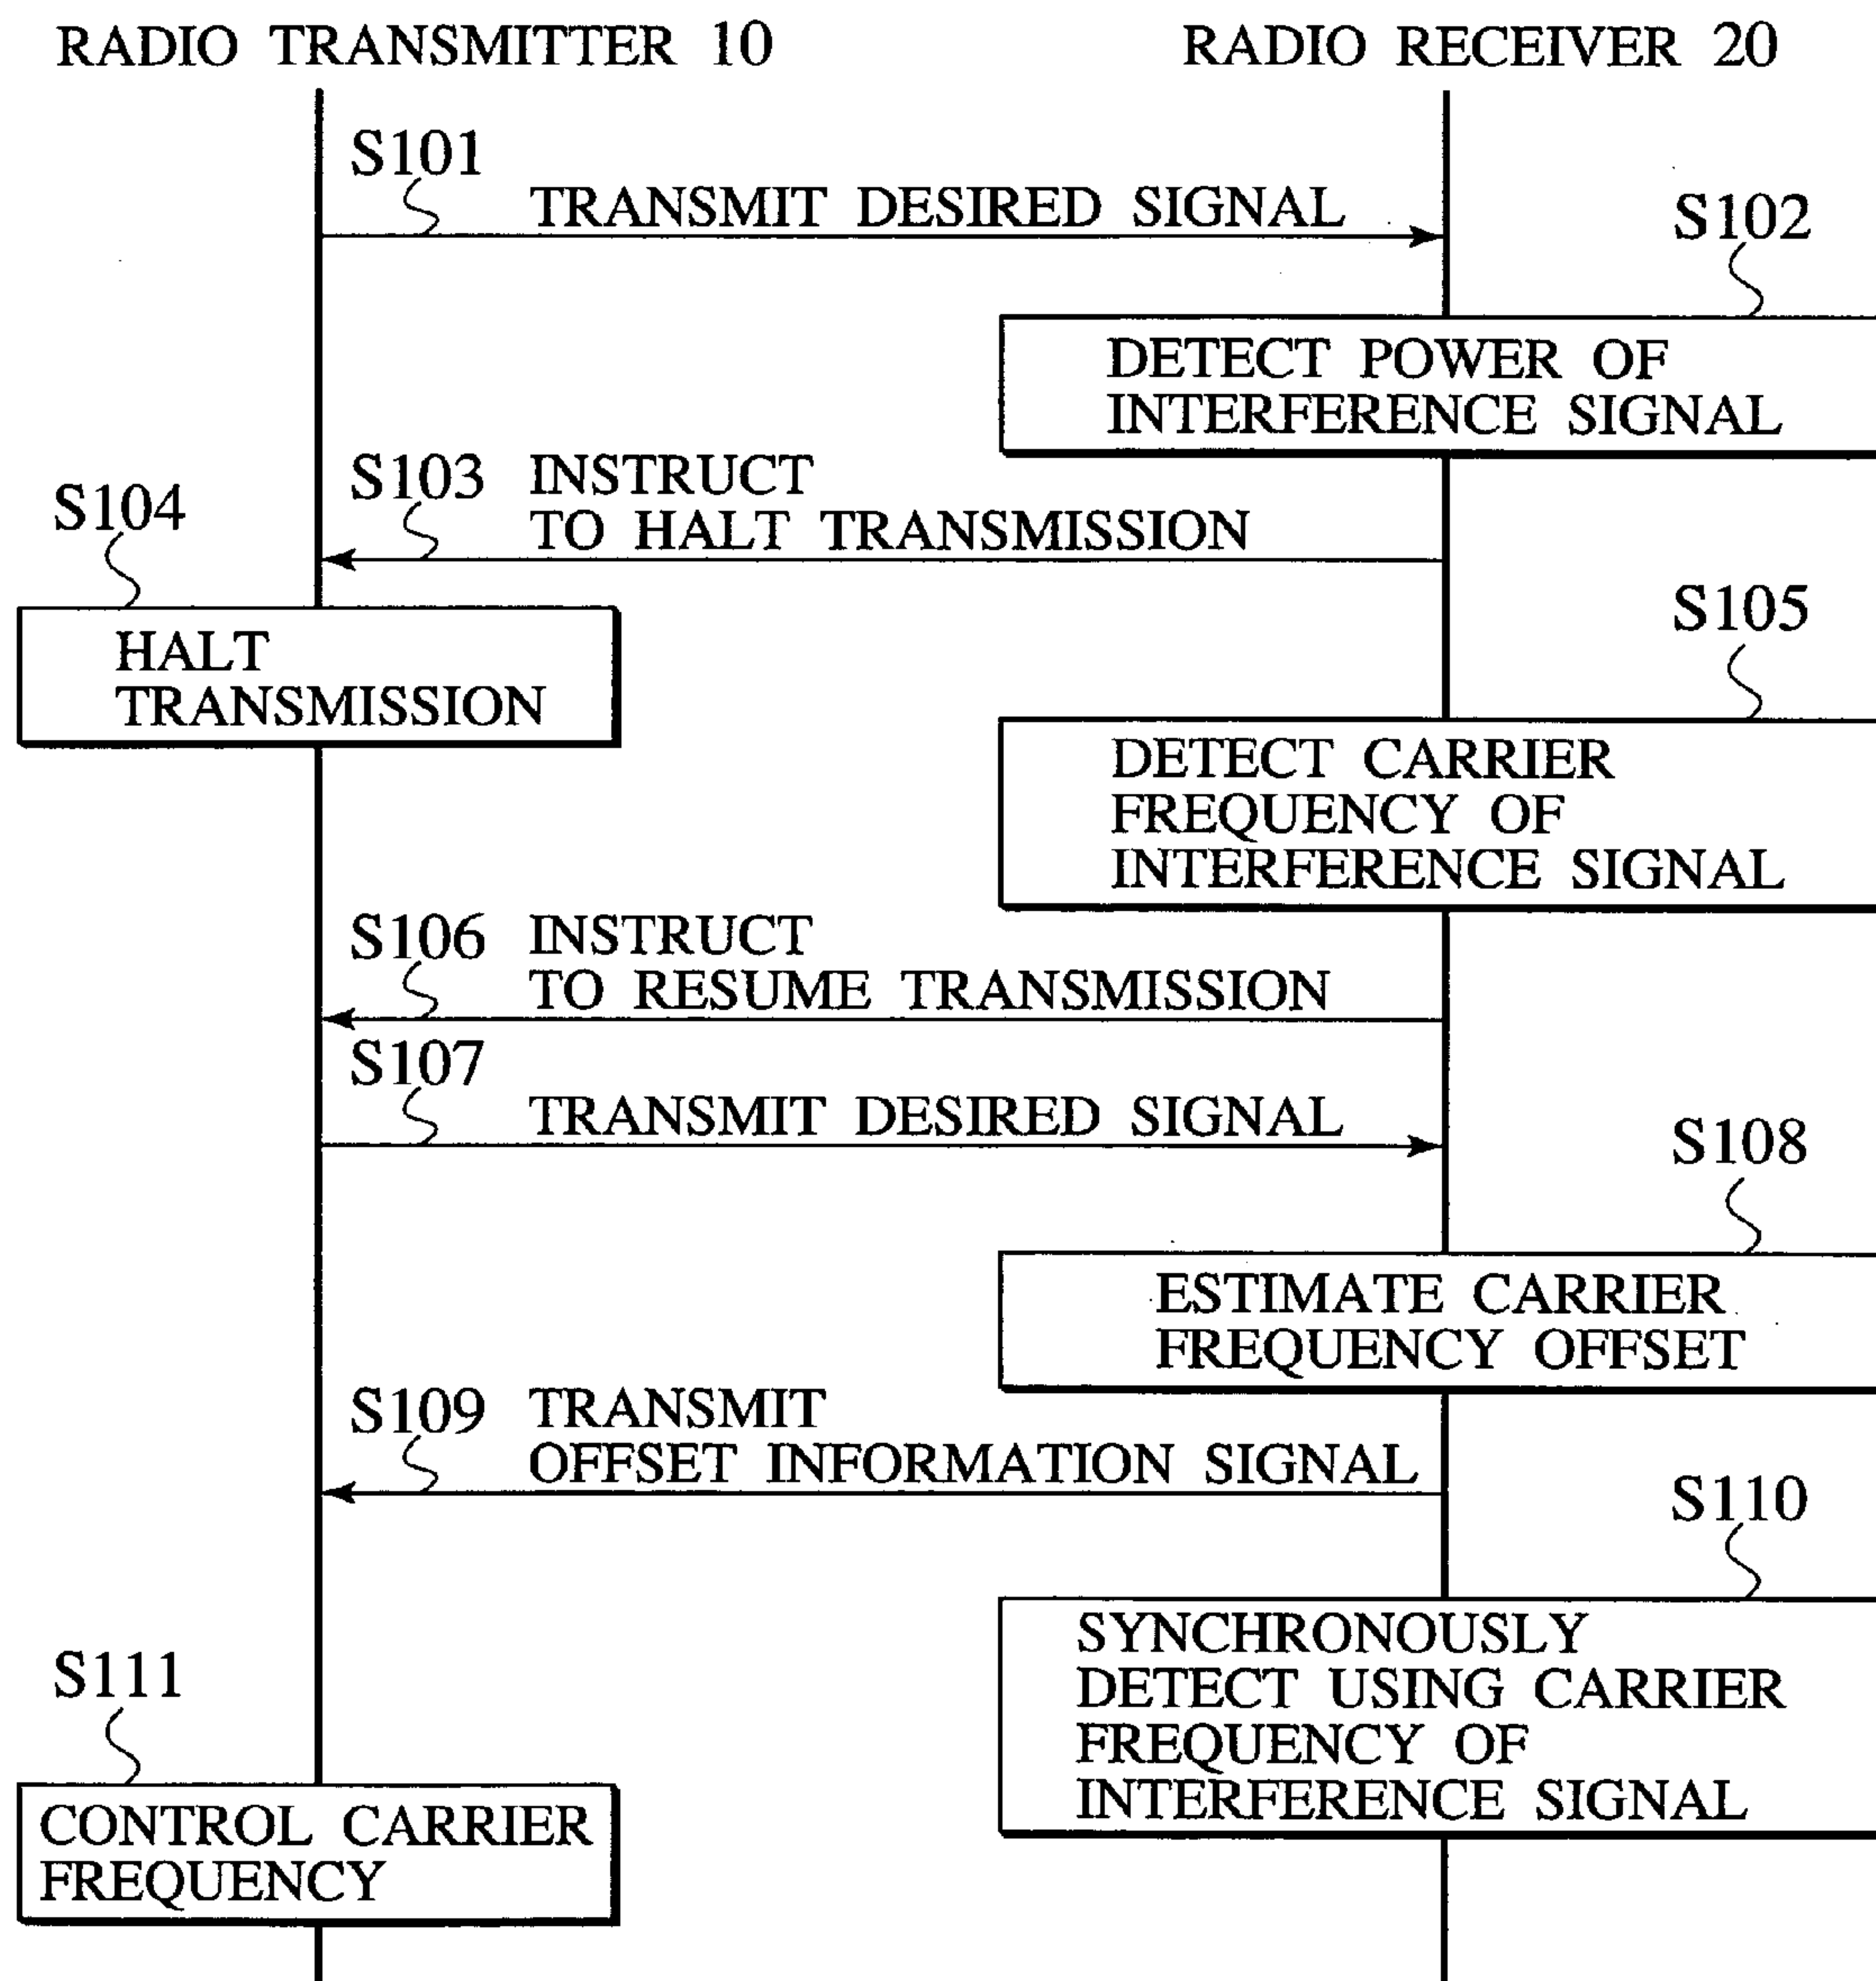 RADIO TRANSMITTER 10
RADIO RECEIVER 20
S101
TRANSMIT DESIRED SIGNAL
S102
DETECT POWER OF
INTERFERENCE SIGNAL
S103
INSTRUCT
TO HALT TRANSMISSION
S104
HALT
TRANSMISSION
S105
DETECT CARRIER
FREQUENCY OF
INTERFERENCE SIGNAL
S106
INSTRUCT
TO RESUME TRANSMISSION
S107
TRANSMIT DESIRED SIGNAL
S108
ESTIMATE CARRIER
FREQUENCY OFFSET
S109
TRANSMIT
OFFSET INFORMATION SIGNAL
S110
SYNCHRONOUSLY
DETECT USING CARRIER
FREQUENCY OF
INTERFERENCE SIGNAL
S111
CONTROL CARRIER
FREQUENCY